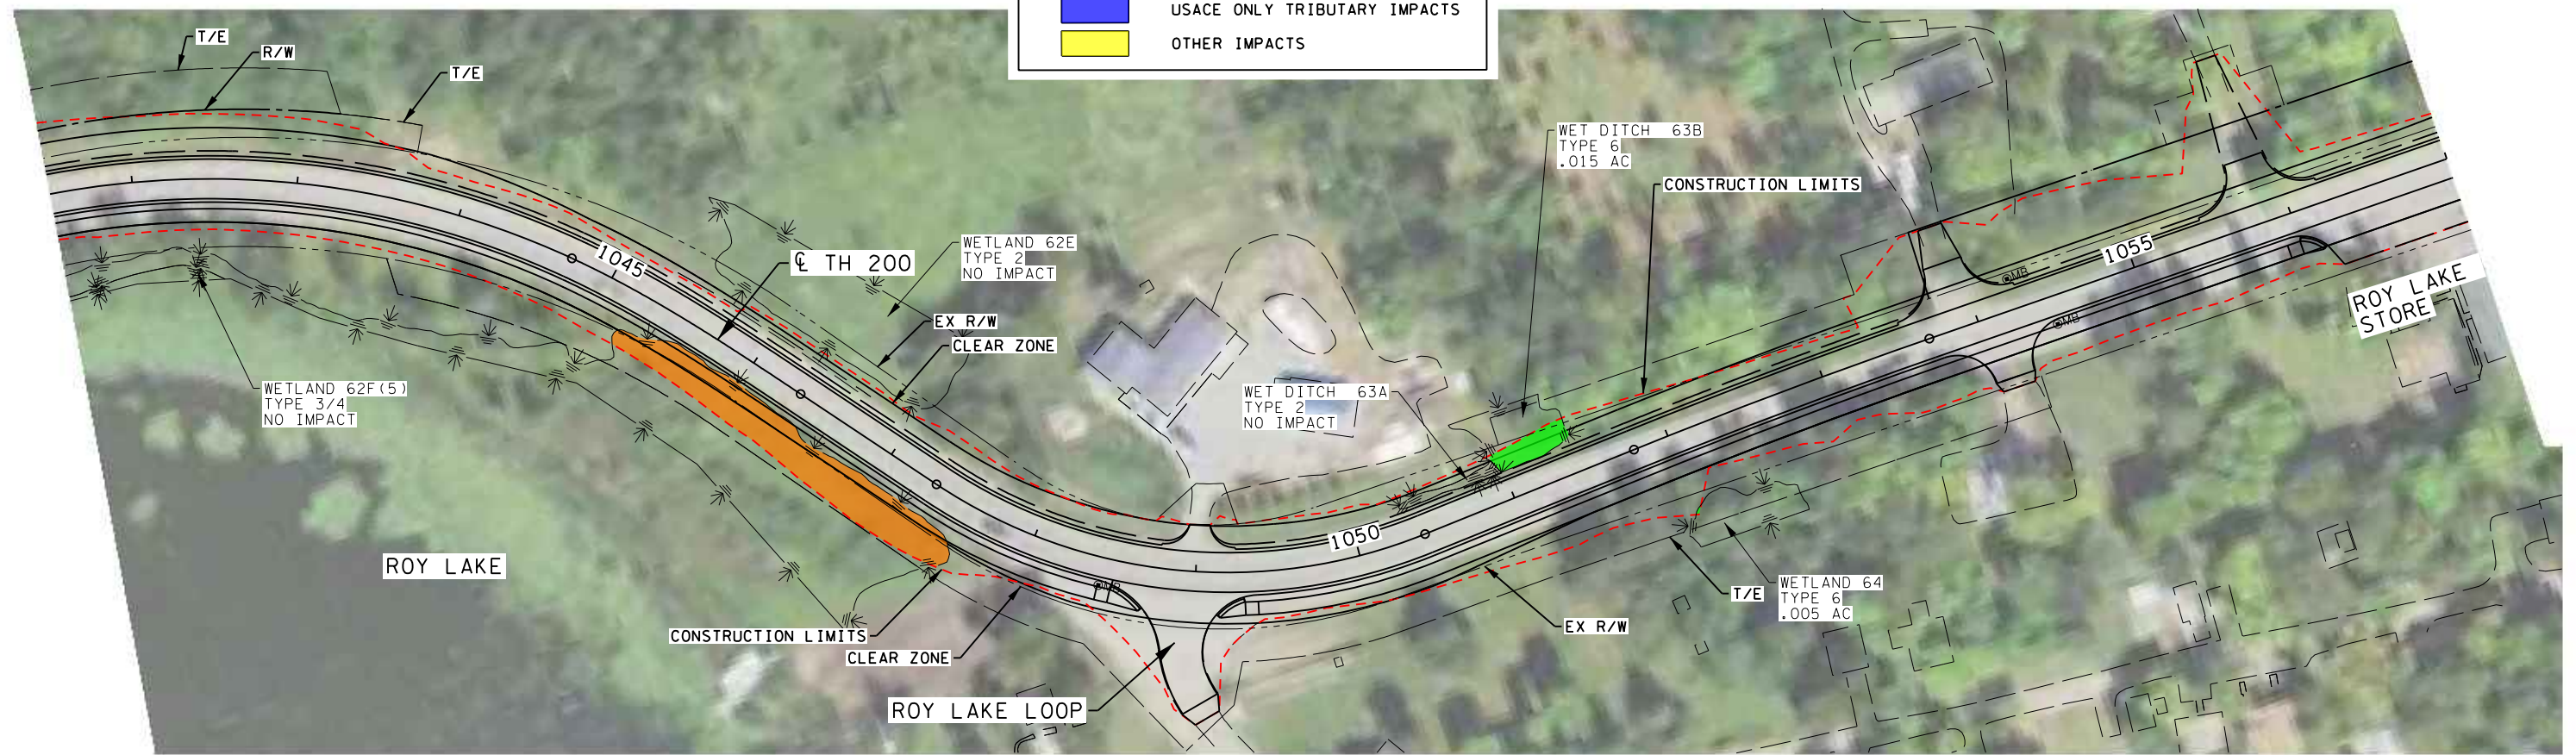 USACE ONLY TRIBUTARY IMPACTS
OTHER IMPACTS
T/E
R/W
T/E
WET DITCH 63B
TYPE 6
.015 AC
CONSTRUCTION LIMITS
1045
℄ TH 200
WETLAND 62E
TYPE 2
NO IMPACT
EX R/W
CLEAR ZONE
1055
MB
MB
ROY LAKE
STORE
WETLAND 62F(5)
TYPE 3/4
NO IMPACT
WET DITCH 63A
TYPE 2
NO IMPACT
1050
ROY LAKE
MB
WETLAND 64
TYPE 6
.005 AC
T/E
EX R/W
CONSTRUCTION LIMITS
CLEAR ZONE
ROY LAKE LOOP